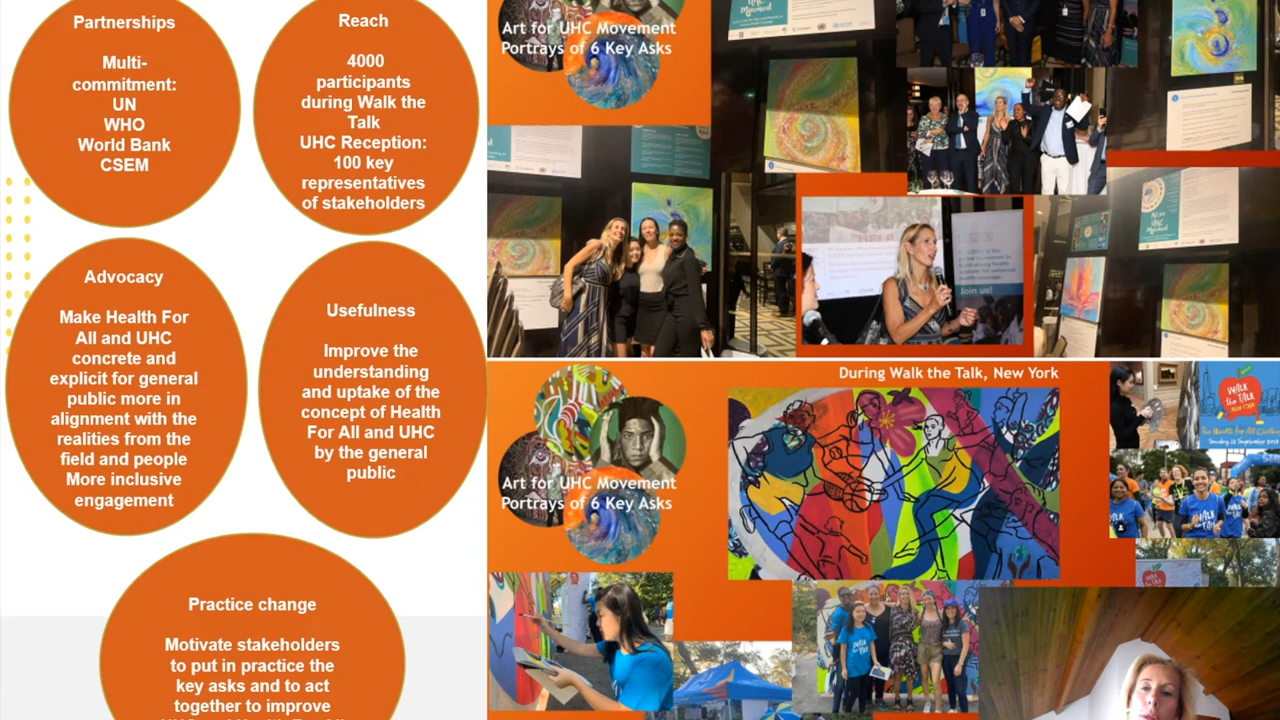 Partnerships
Multi-
commitment:
UN
WHO
World Bank
CSEM
Reach
4000
participants
during Walk the
Talk
UHC Reception:
100 key
representatives
of stakeholders
Advocacy
Make Health For
All and UHC
concrete and
explicit for general
public more in
alignment with the
realities from the
field and people
More inclusive
engagement
Usefulness
Improve the
understanding
and uptake of the
concept of Health
For All and UHC
by the general
public
Practice change
Motivate stakeholders
to put in practice the
key asks and to act
together to improve
Art for UHC Movement
Portrays of 6 Key Asks
HELP
Join us!
During Walk the Talk, New York
Art for UHC Movement
Portrays of 6 Key Asks
WALK
the TALK
NEW YORK